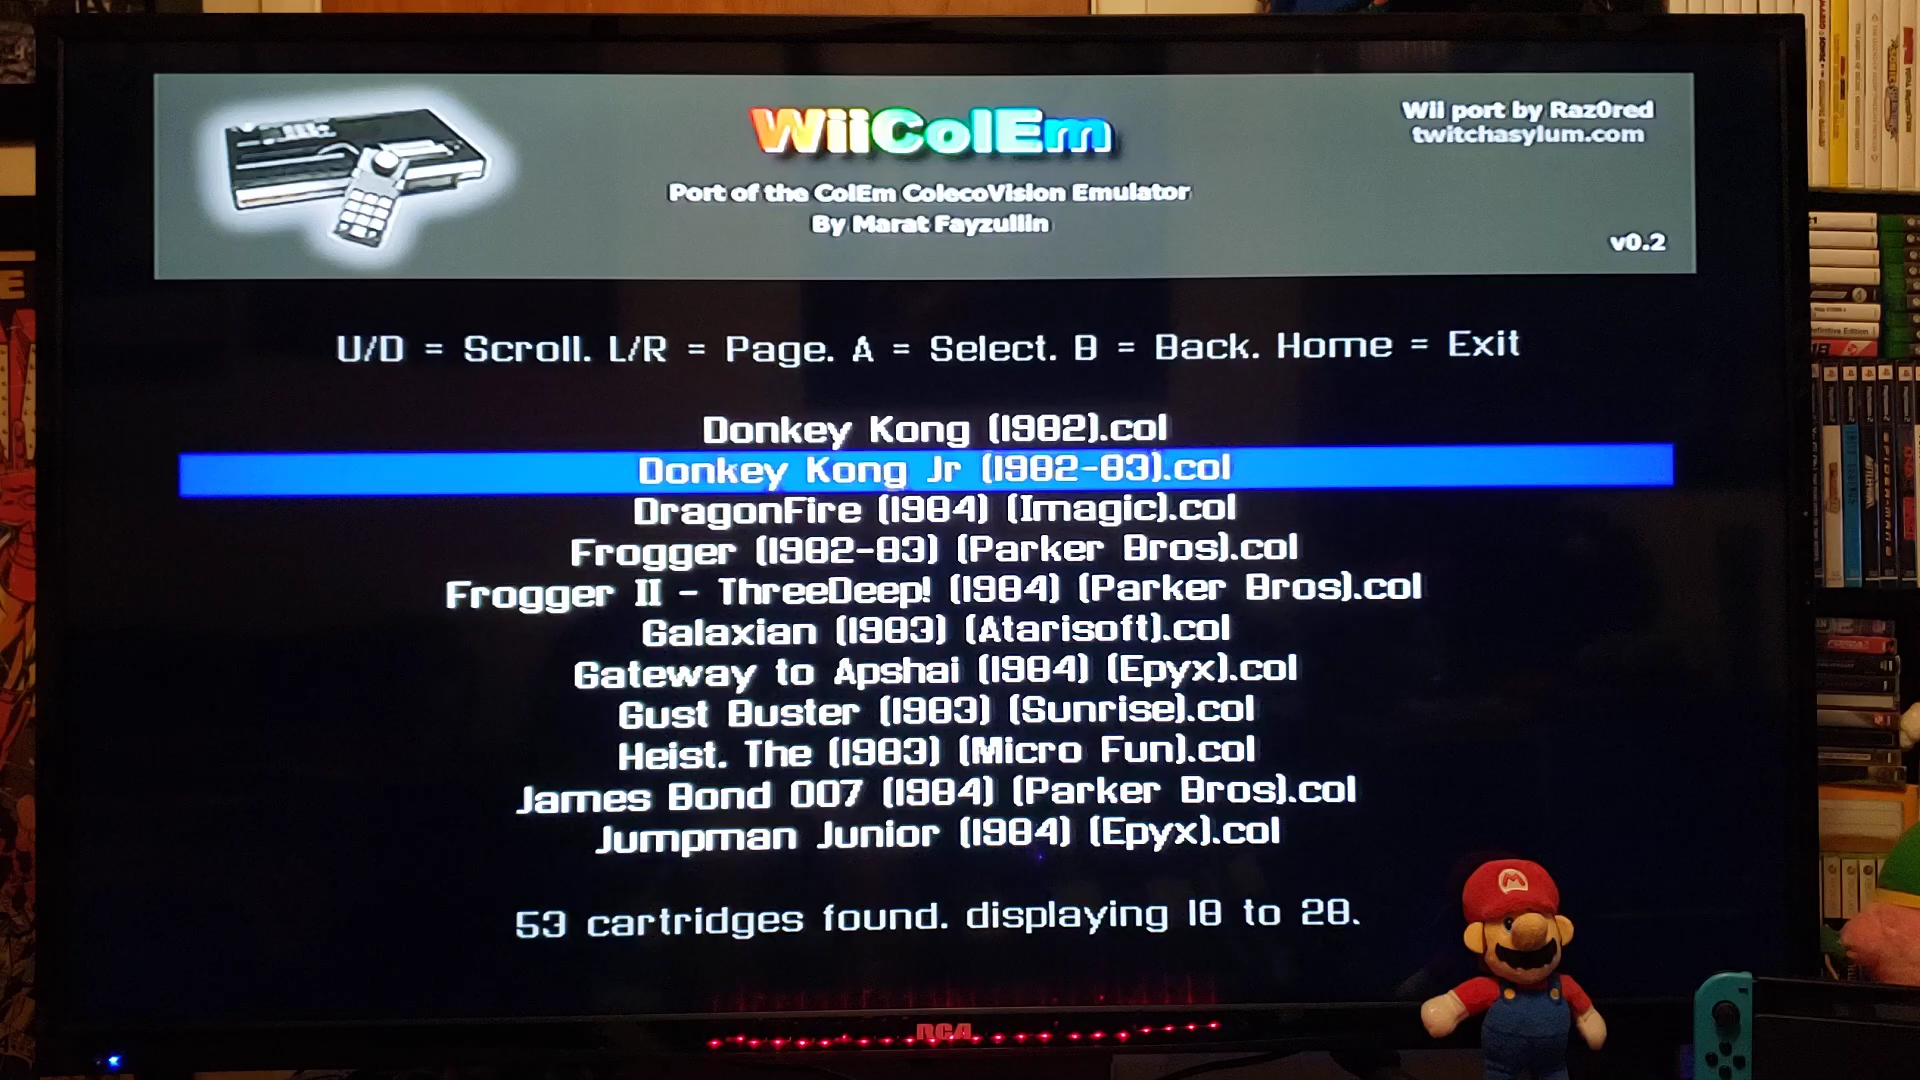 WiiColEm
Port of the ColEm ColecoVision Emulator
By Marat Fayzullin
Wii port by Raz0red
twitchasylum.com
v0.2
U/D = Scroll. L/R = Page. A = Select. B = Back. Home = Exit
Donkey Kong (1982).col
Donkey Kong Jr (1982-83).col
DragonFire (1984) (Imagic).col
Frogger (1982-83) (Parker Bros).col
Frogger II - ThreeDeep! (1984) (Parker Bros).col
Galaxian (1983) (Atarisoft).col
Gateway to Apshai (1984) (Epyx).col
Gust Buster (1983) (Sunrise).col
Heist. The (1983) (Micro Fun).col
James Bond 007 (1984) (Parker Bros).col
Jumpman Junior (1984) (Epyx).col
53 cartridges found. displaying 18 to 28.
RCA
M